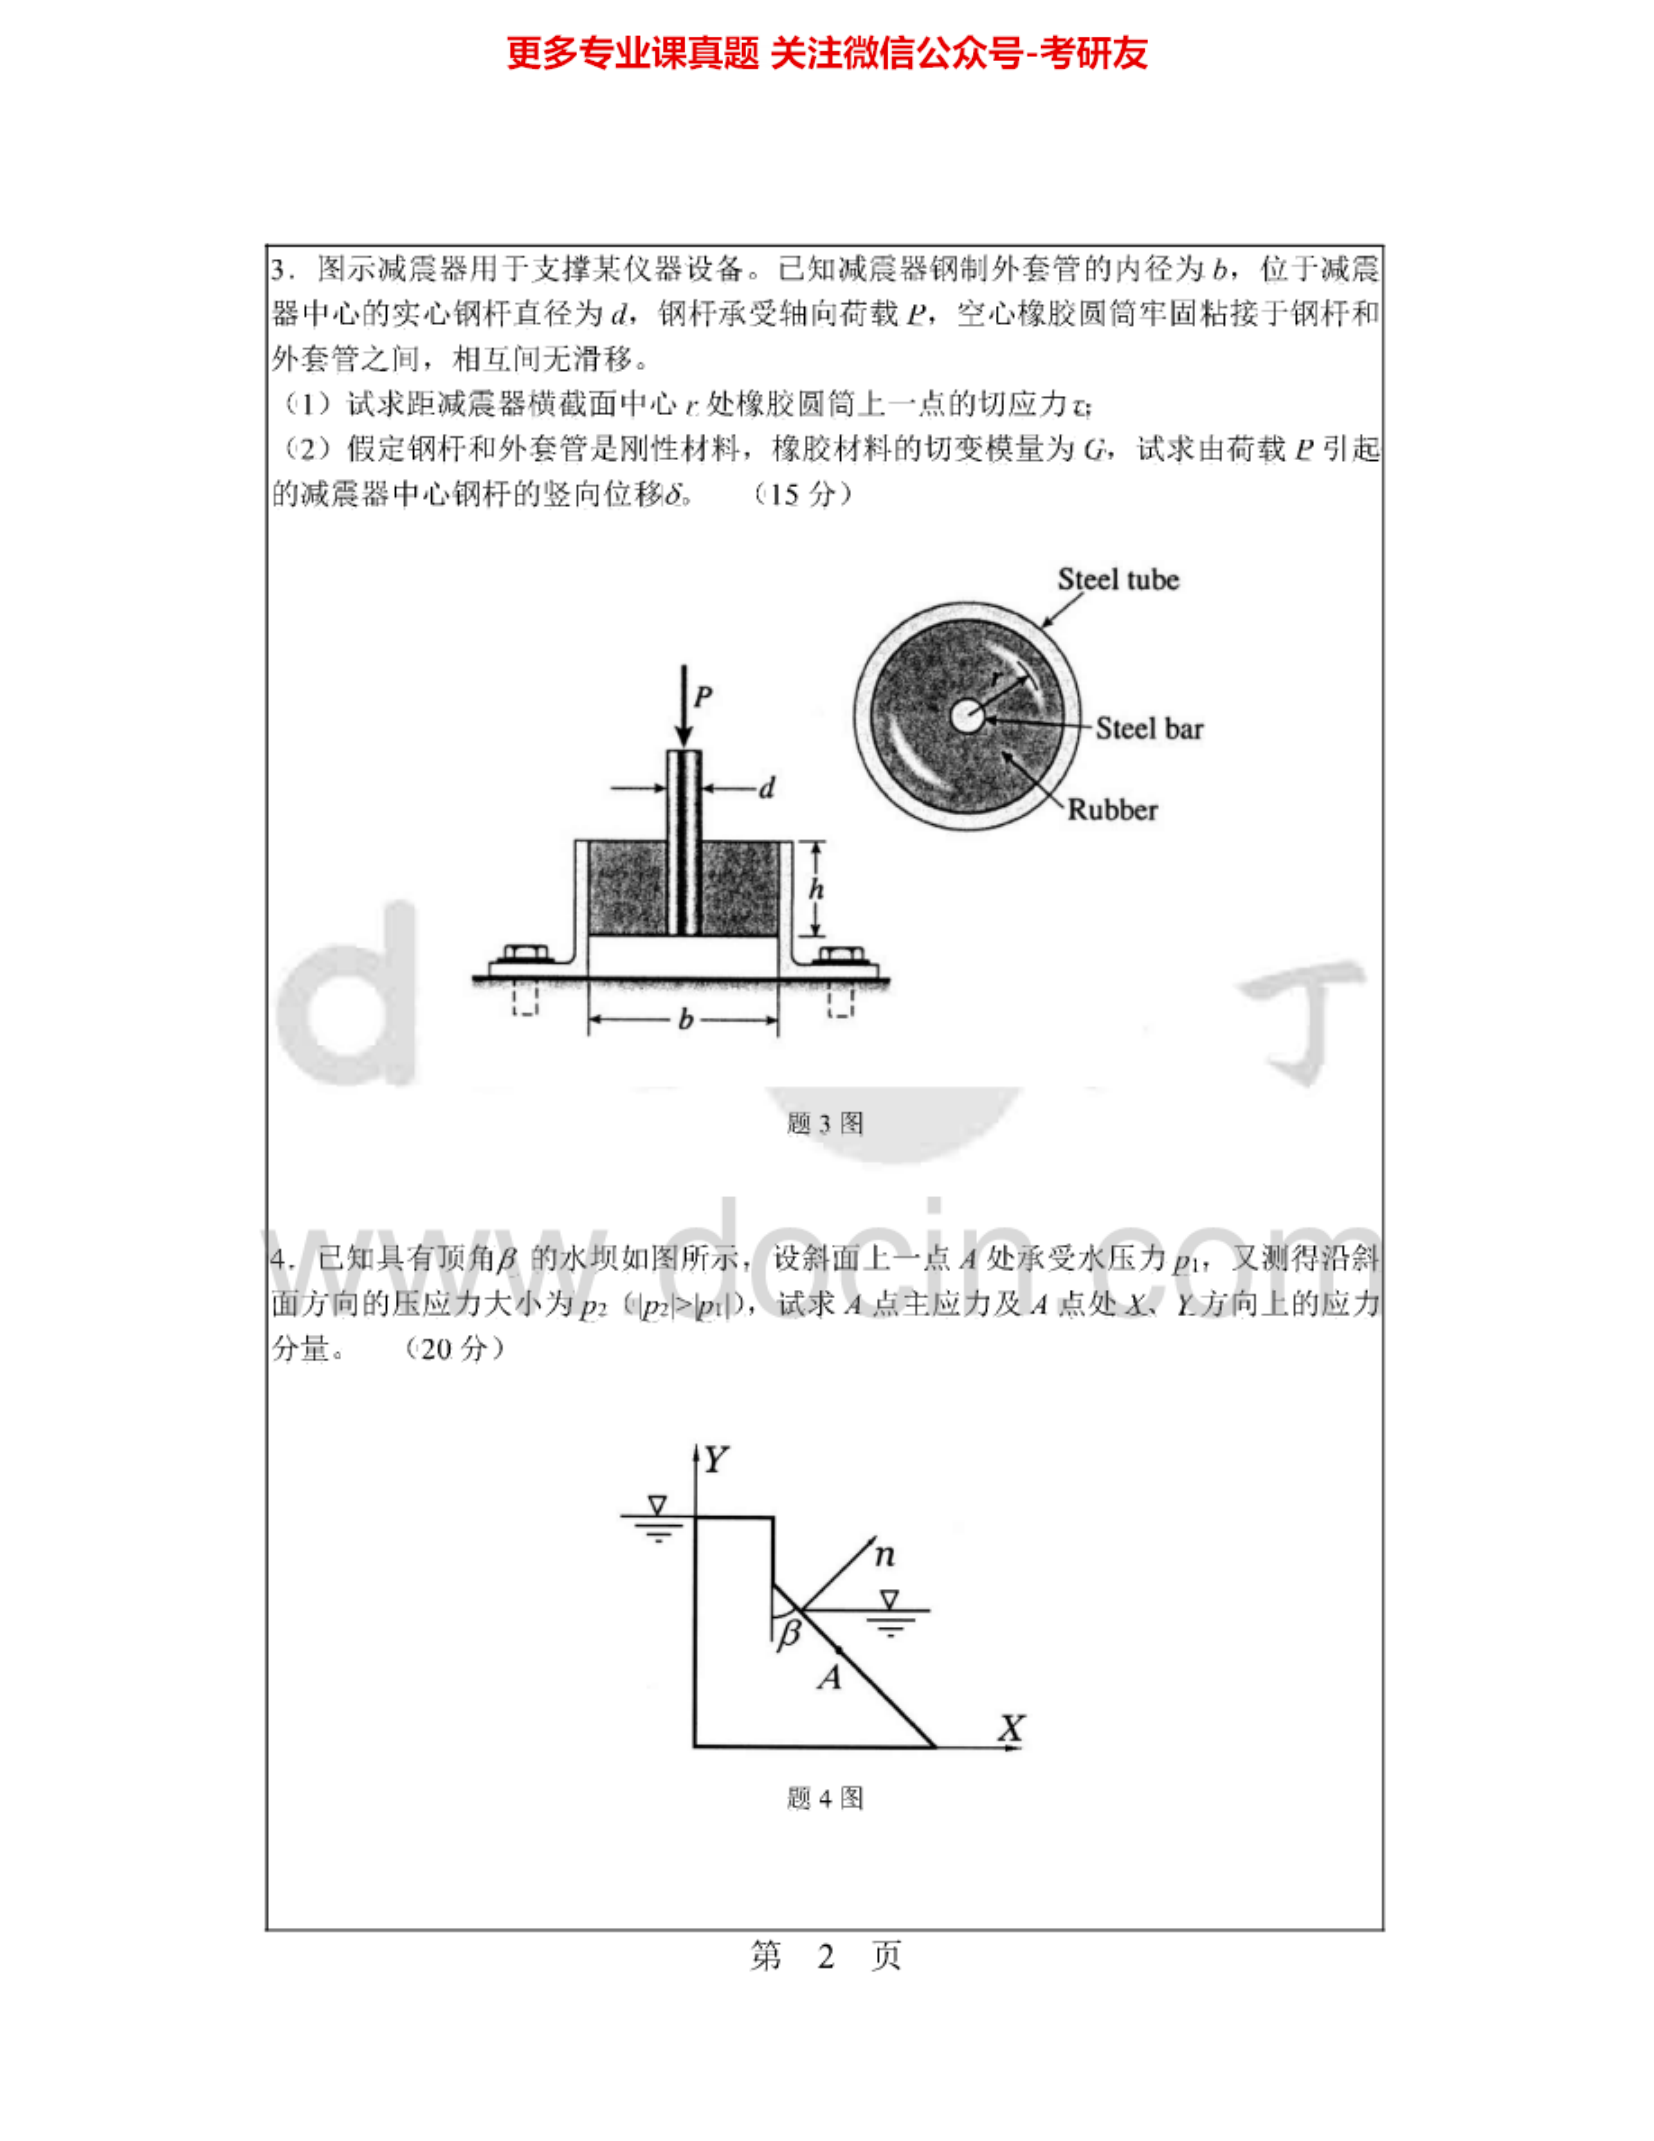 更多专业课真题 关注微信公众号-考研友
3．图示减震器用于支撑某仪器设备。已知减震器钢制外套管的内径为 b，位于减震
器中心的实心钢杆直径为 d，钢杆承受轴向荷载 P，空心橡胶圆筒牢固粘接于钢杆和
外套管之间，相互间无滑移。
（1）试求距减震器横截面中心 r 处橡胶圆筒上一点的切应力 τ；
（2）假定钢杆和外套管是刚性材料，橡胶材料的切变模量为 G，试求由荷载 P 引起
的减震器中心钢杆的竖向位移δ。 （15 分）
Steel tube
r
P
Steel bar
d
Rubber
h
b
题 3 图
www.docin.com
4．已知具有顶角β 的水坝如图所示，设斜面上一点 A 处承受水压力 p1，又测得沿斜
面方向的压应力大小为 p2（|p2|>|p1|），试求 A 点主应力及 A 点处 X、Y 方向上的应力
分量。 （20 分）
Y
n
β
A
X
题 4 图
第 2 页
d
丁